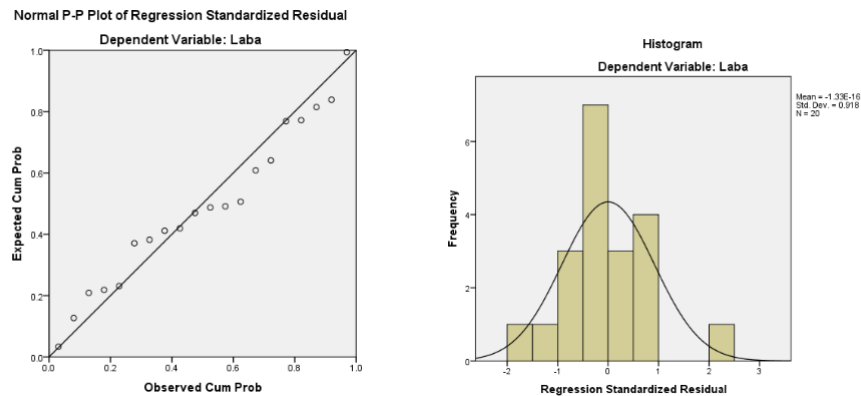 Normal P-P Plot of Regression Standardized Residual
Dependent Variable: Laba
1.0
0.8
0.6
0.4
0.2
0.0
Expected Cum Prob
0.0 0.2 0.4 0.6 0.8 1.0
Observed Cum Prob
Histogram
Dependent Variable: Laba
Mean = -1.33E-16
Std. Dev. = 0.918
N = 20
6
4
2
0
Frequency
-2 -1 0 1 2 3
Regression Standardized Residual